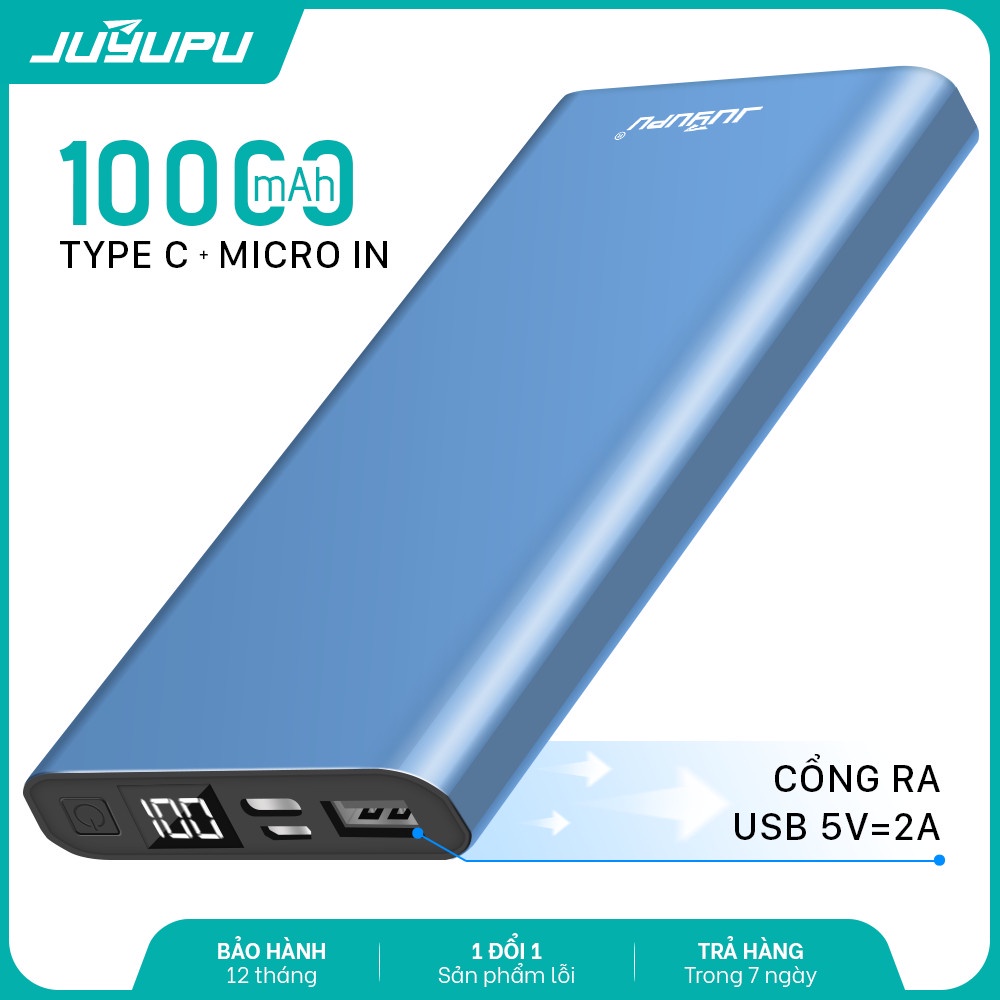 JUYUPU
10000
mAh
TYPE C + MICRO IN
JUYUPU®
100
CỔNG RA
USB 5V=2A
BẢO HÀNH
12 tháng
1 ĐỔI 1
Sản phẩm lỗi
TRẢ HÀNG
Trong 7 ngày